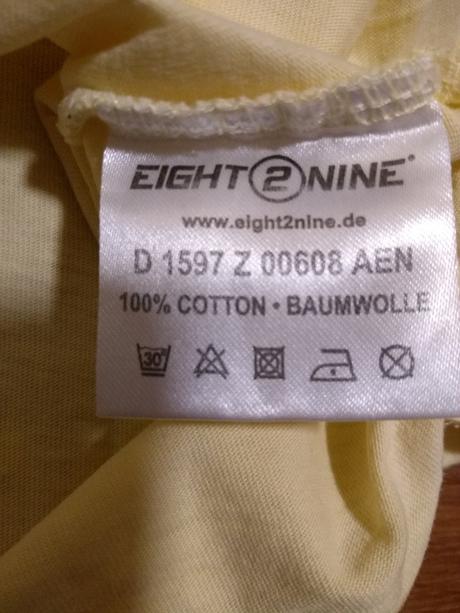 EIGHT2NINE®
www.eight2nine.de
D 1597 Z 00608 AEN
100% COTTON • BAUMWOLLE
30°